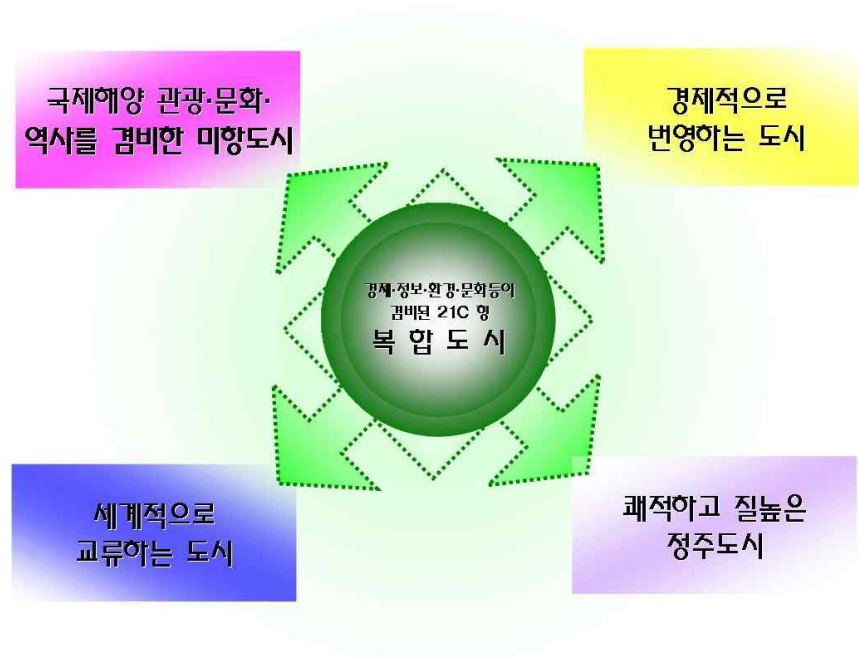 국제해양 관광·문화·
역사를 겸비한 미항도시
경제적으로
번영하는 도시
경제·정보·환경·문화등이
겸비된 21C 형
복 합 도 시
세계적으로
교류하는 도시
쾌적하고 질높은
정주도시